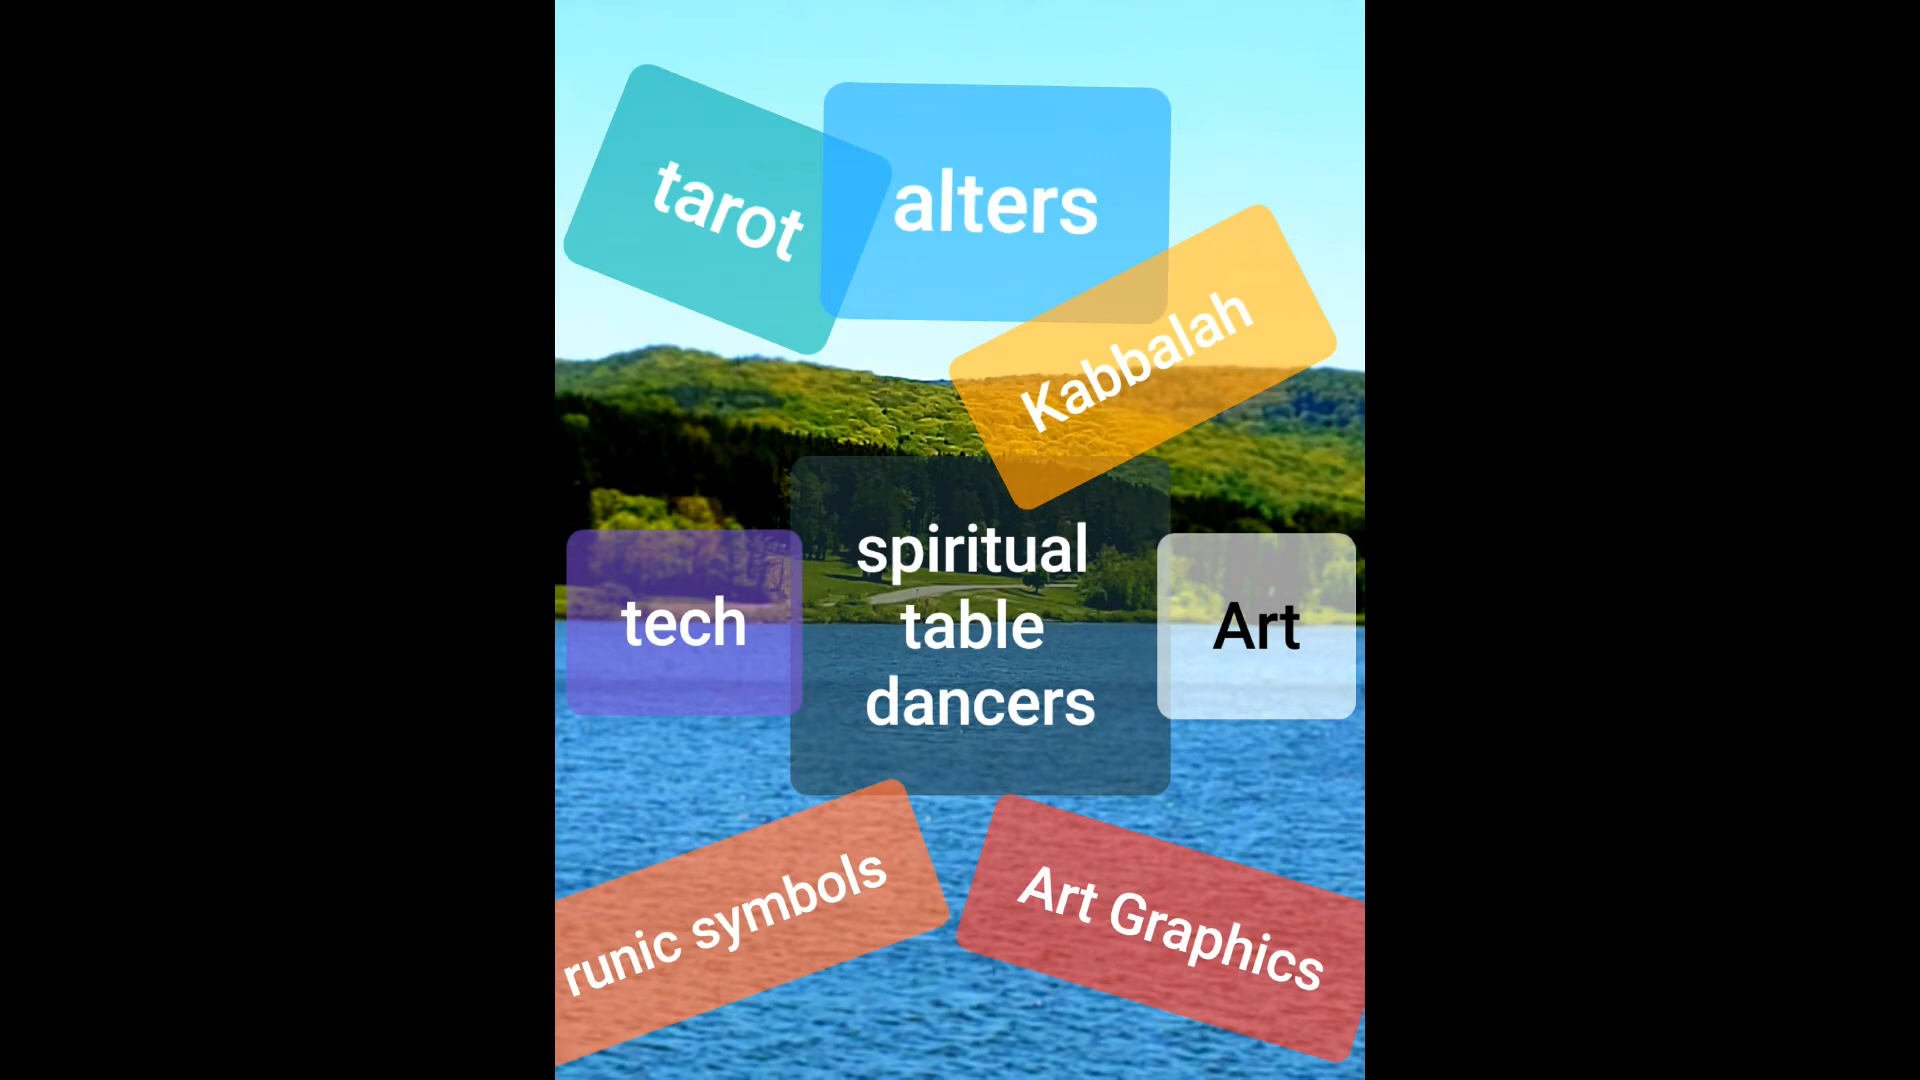 tarot
alters
Kabbalah
spiritual
table
dancers
tech
Art
runic symbols
Art Graphics